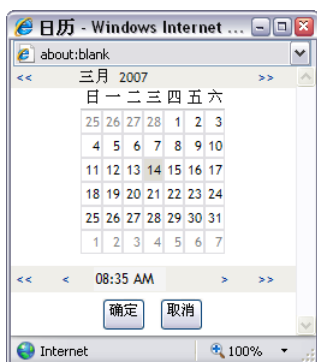 日历 - Windows Internet ...
about:blank
<< 三月 2007 >>
日 一 二 三 四 五 六
25 26 27 28 1 2 3
4 5 6 7 8 9 10
11 12 13 14 15 16 17
18 19 20 21 22 23 24
25 26 27 28 29 30 31
1 2 3 4 5 6 7
<< < 08:35 AM > >>
确定 取消
Internet 100%